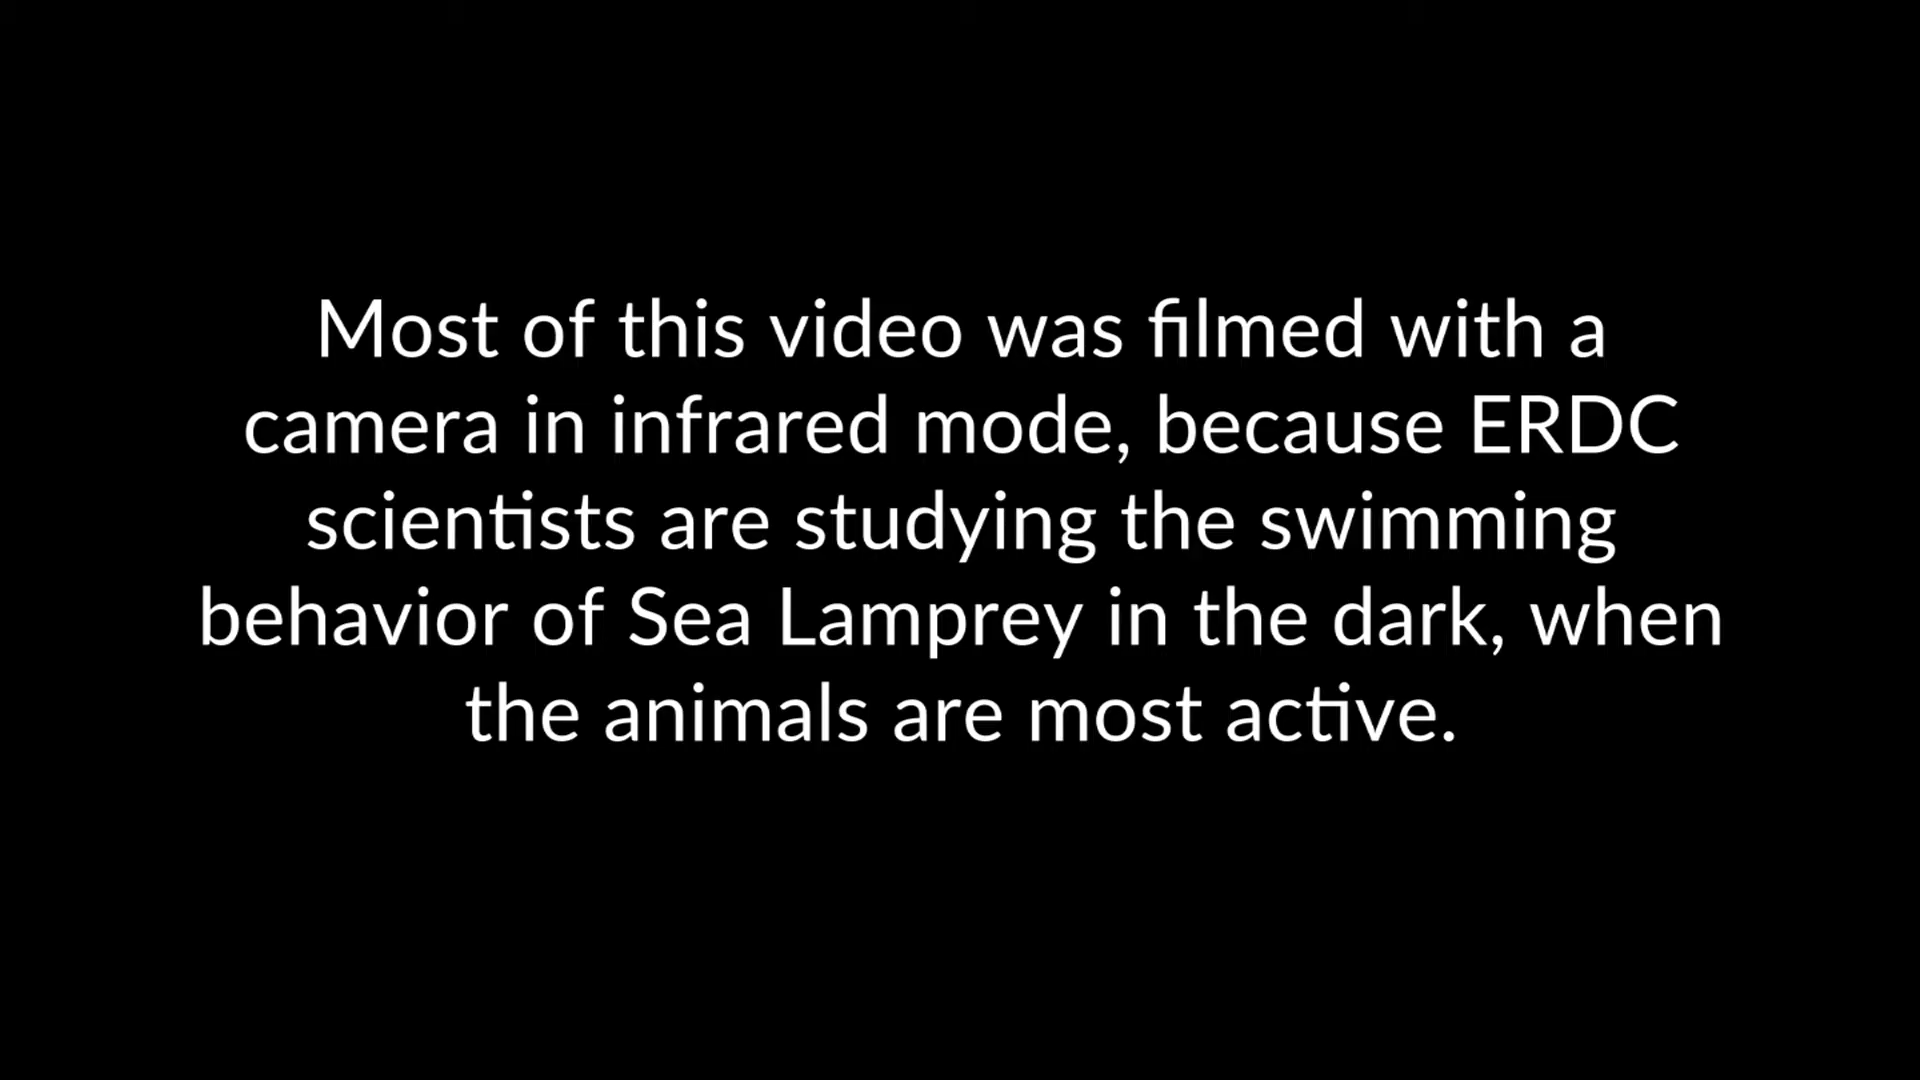 Most of this video was filmed with a
camera in infrared mode, because ERDC
scientists are studying the swimming
behavior of Sea Lamprey in the dark, when
the animals are most active.